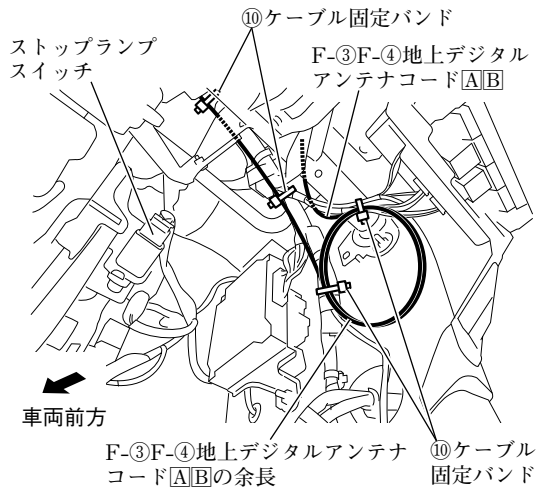 ⑩ケーブル固定バンド
ストップランプ
スイッチ
F-③F-④地上デジタル
アンテナコード🄰🄱
車両前方
F-③F-④地上デジタルアンテナ
コード🄰🄱の余長
⑩ケーブル
固定バンド